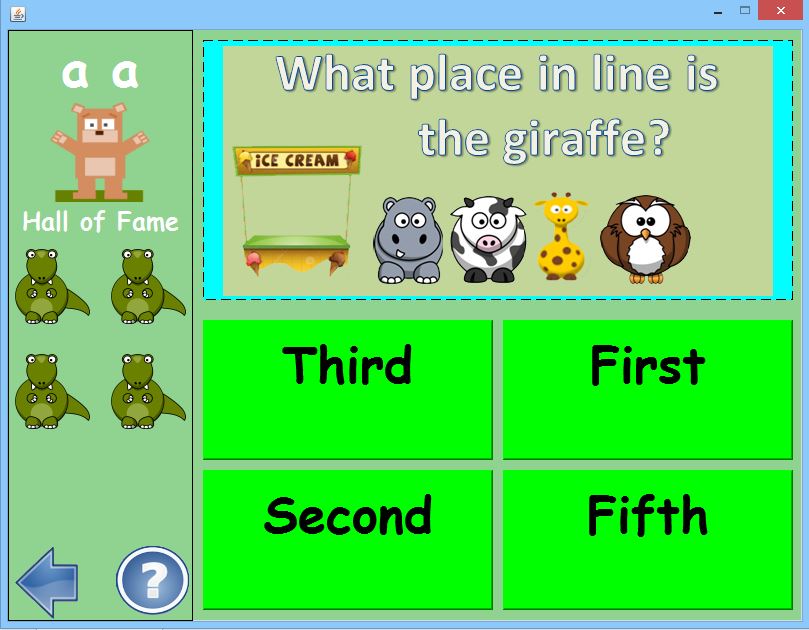 a a
Hall of Fame
What place in line is
the giraffe?
iCE CREAM
Third
First
Second
Fifth
?